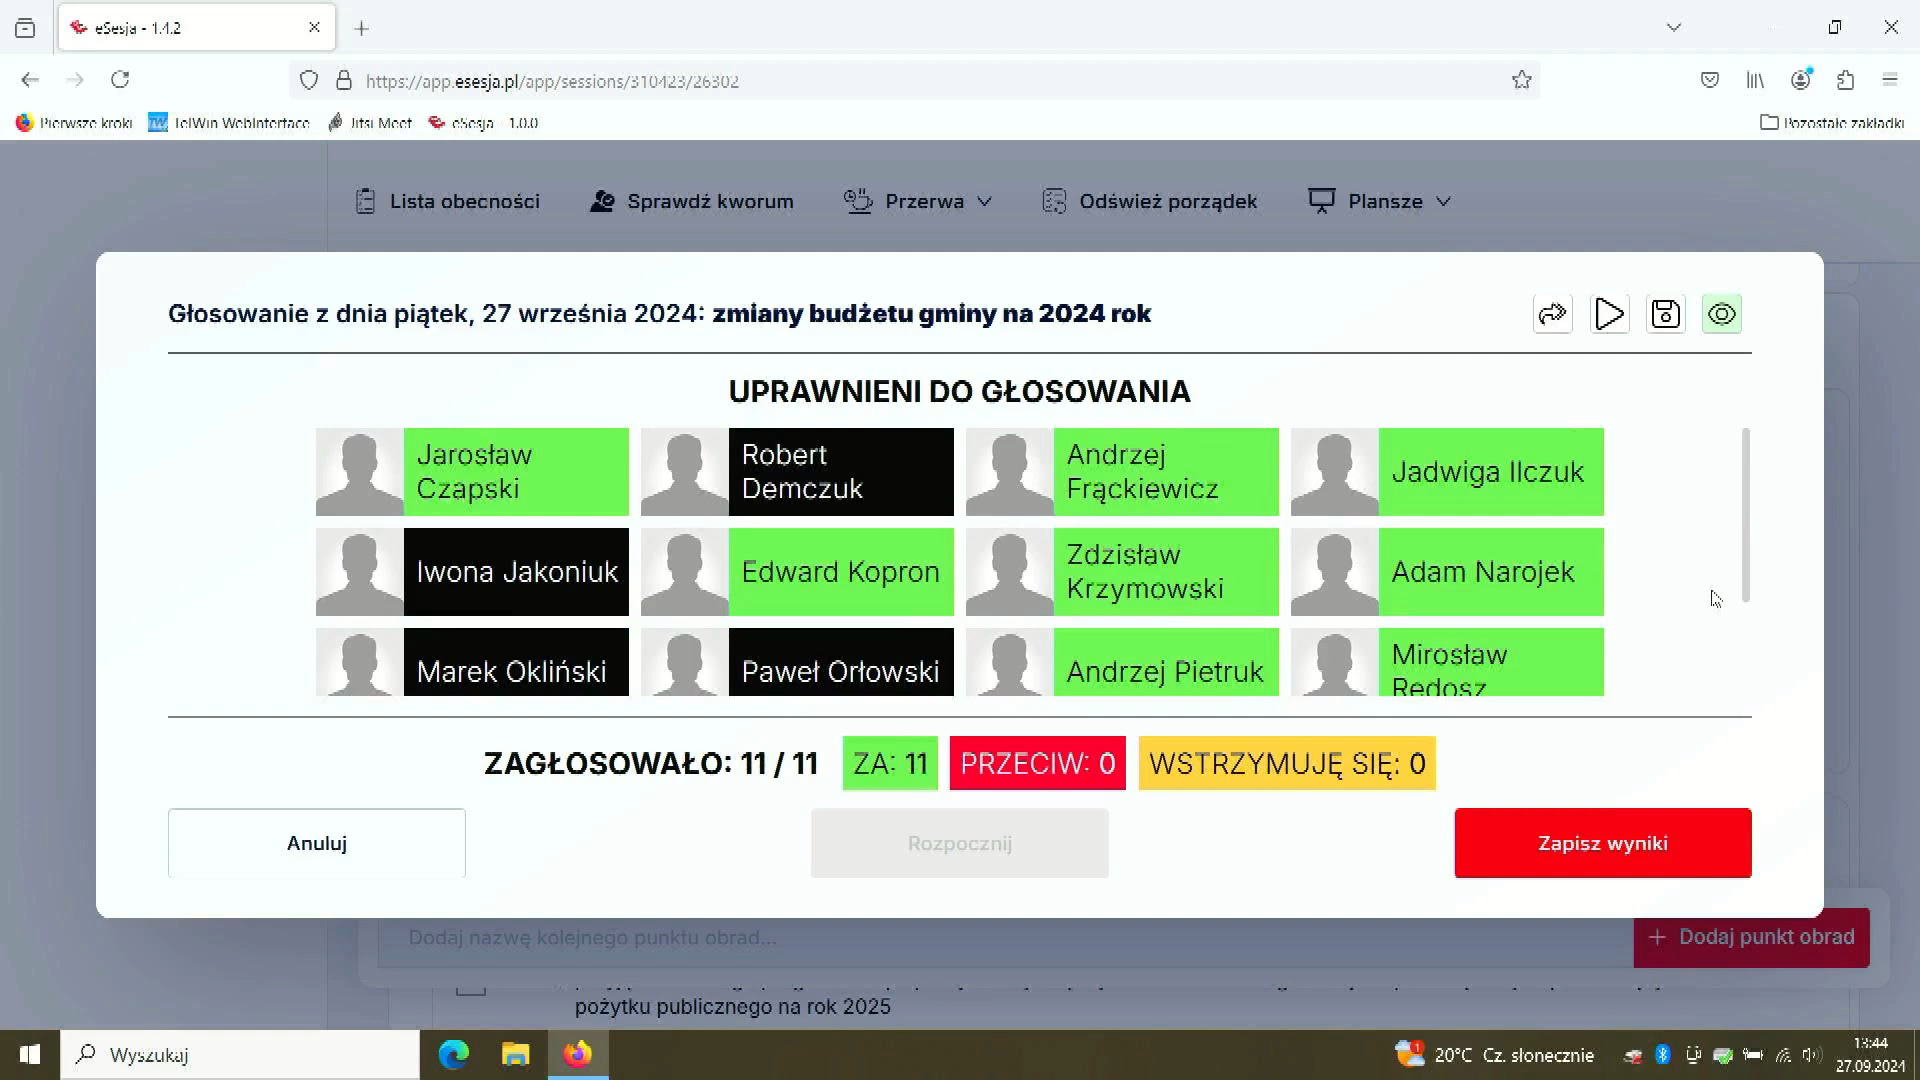 eSesja - 1.4.2
https://app.esesja.pl/app/sessions/310423/26302
Pierwsze kroki TelWin WebInterface Jitsi Meet eSesja - 1.0.0 Pozostałe zakładki
Lista obecności Sprawdź kworum Przerwa Odśwież porządek Plansze
Głosowanie z dnia piątek, 27 września 2024: zmiany budżetu gminy na 2024 rok
UPRAWNIENI DO GŁOSOWANIA
Jarosław Czapski
Robert Demczuk
Andrzej Frąckiewicz
Jadwiga Ilczuk
Iwona Jakoniuk
Edward Kopron
Zdzisław Krzymowski
Adam Narojek
Marek Okliński
Paweł Orłowski
Andrzej Pietruk
Mirosław Redosz
ZAGŁOSOWAŁO: 11 / 11 ZA: 11 PRZECIW: 0 WSTRZYMUJĘ SIĘ: 0
Anuluj Rozpocznij Zapisz wyniki
Dodaj nazwę kolejnego punktu obrad... + Dodaj punkt obrad
pożytku publicznego na rok 2025
Wyszukaj
1
20°C Cz. słonecznie
13:44
27.09.2024